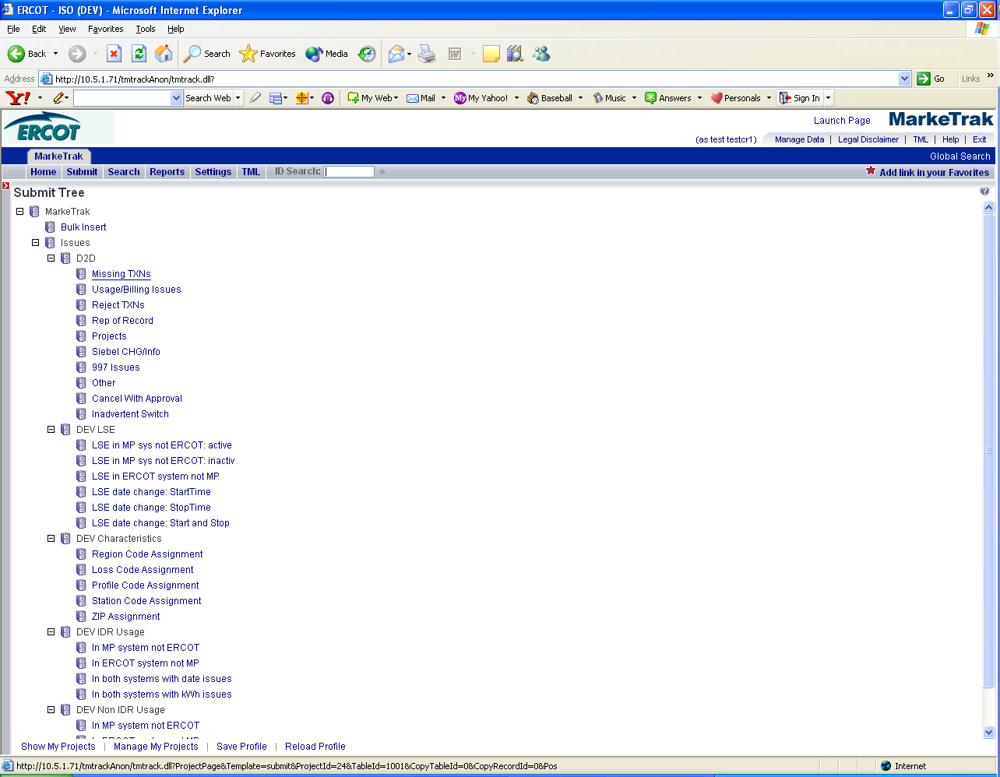 ERCOT - ISO (DEV) - Microsoft Internet Explorer
File Edit View Favorites Tools Help
Back Search Favorites Media
Address http://10.5.1.71/tmtrackAnon/tmtrack.dll? Go Links »
Y! Search Web My Web Mail My Yahoo! Baseball Music Answers Personals Sign In
ERCOT Launch Page MarkeTrak
(as test testcr1) Manage Data | Legal Disclaimer | TML | Help | Exit
MarkeTrak Global Search
Home Submit Search Reports Settings TML ID Search: » Add link in your Favorites
Submit Tree
MarkeTrak
Bulk Insert
Issues
D2D
Missing TXNs
Usage/Billing Issues
Reject TXNs
Rep of Record
Projects
Siebel CHG/Info
997 Issues
Other
Cancel With Approval
Inadvertent Switch
DEV LSE
LSE in MP sys not ERCOT: active
LSE in MP sys not ERCOT: inactiv
LSE in ERCOT system not MP
LSE date change: StartTime
LSE date change: StopTime
LSE date change: Start and Stop
DEV Characteristics
Region Code Assignment
Loss Code Assignment
Profile Code Assignment
Station Code Assignment
ZIP Assignment
DEV IDR Usage
In MP system not ERCOT
In ERCOT system not MP
In both systems with date issues
In both systems with kWh issues
DEV Non IDR Usage
In MP system not ERCOT
Show My Projects | Manage My Projects | Save Profile | Reload Profile
http://10.5.1.71/tmtrackAnon/tmtrack.dll?ProjectPage&Template=submit&ProjectId=24&TableId=1001&CopyTableId=0&CopyRecordId=0&Pos Internet